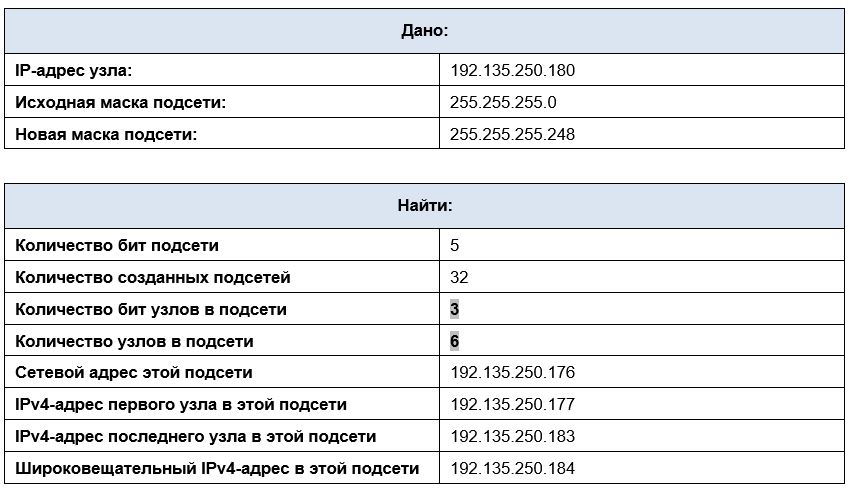 Дано:
IP-адрес узла: 192.135.250.180
Исходная маска подсети: 255.255.255.0
Новая маска подсети: 255.255.255.248
Найти:
Количество бит подсети 5
Количество созданных подсетей 32
Количество бит узлов в подсети 3
Количество узлов в подсети 6
Сетевой адрес этой подсети 192.135.250.176
IPv4-адрес первого узла в этой подсети 192.135.250.177
IPv4-адрес последнего узла в этой подсети 192.135.250.183
Широковещательный IPv4-адрес в этой подсети 192.135.250.184